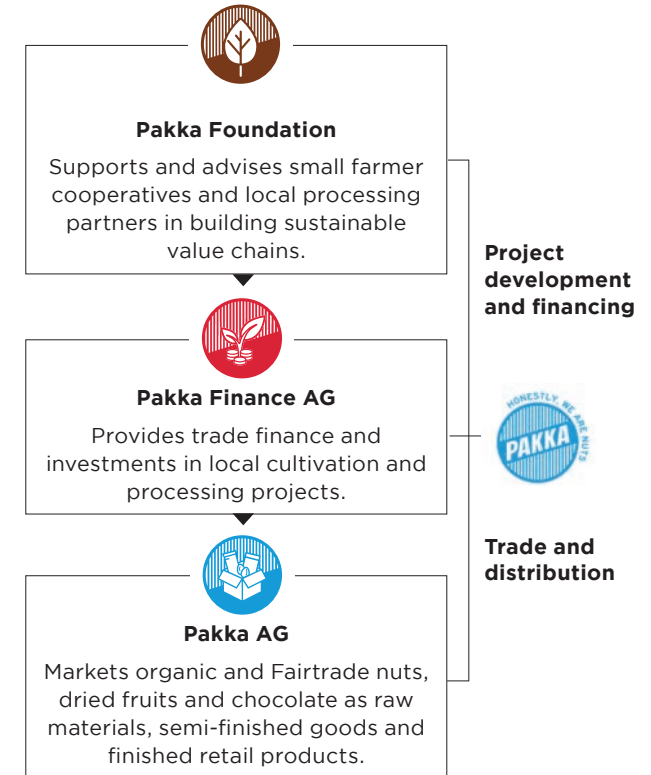 Pakka Foundation
Supports and advises small farmer
cooperatives and local processing
partners in building sustainable
value chains.
Project
development
and financing
Pakka Finance AG
Provides trade finance and
investments in local cultivation and
processing projects.
HONESTLY, WE ARE NUTS
PAKKA
Trade and
distribution
Pakka AG
Markets organic and Fairtrade nuts,
dried fruits and chocolate as raw
materials, semi-finished goods and
finished retail products.